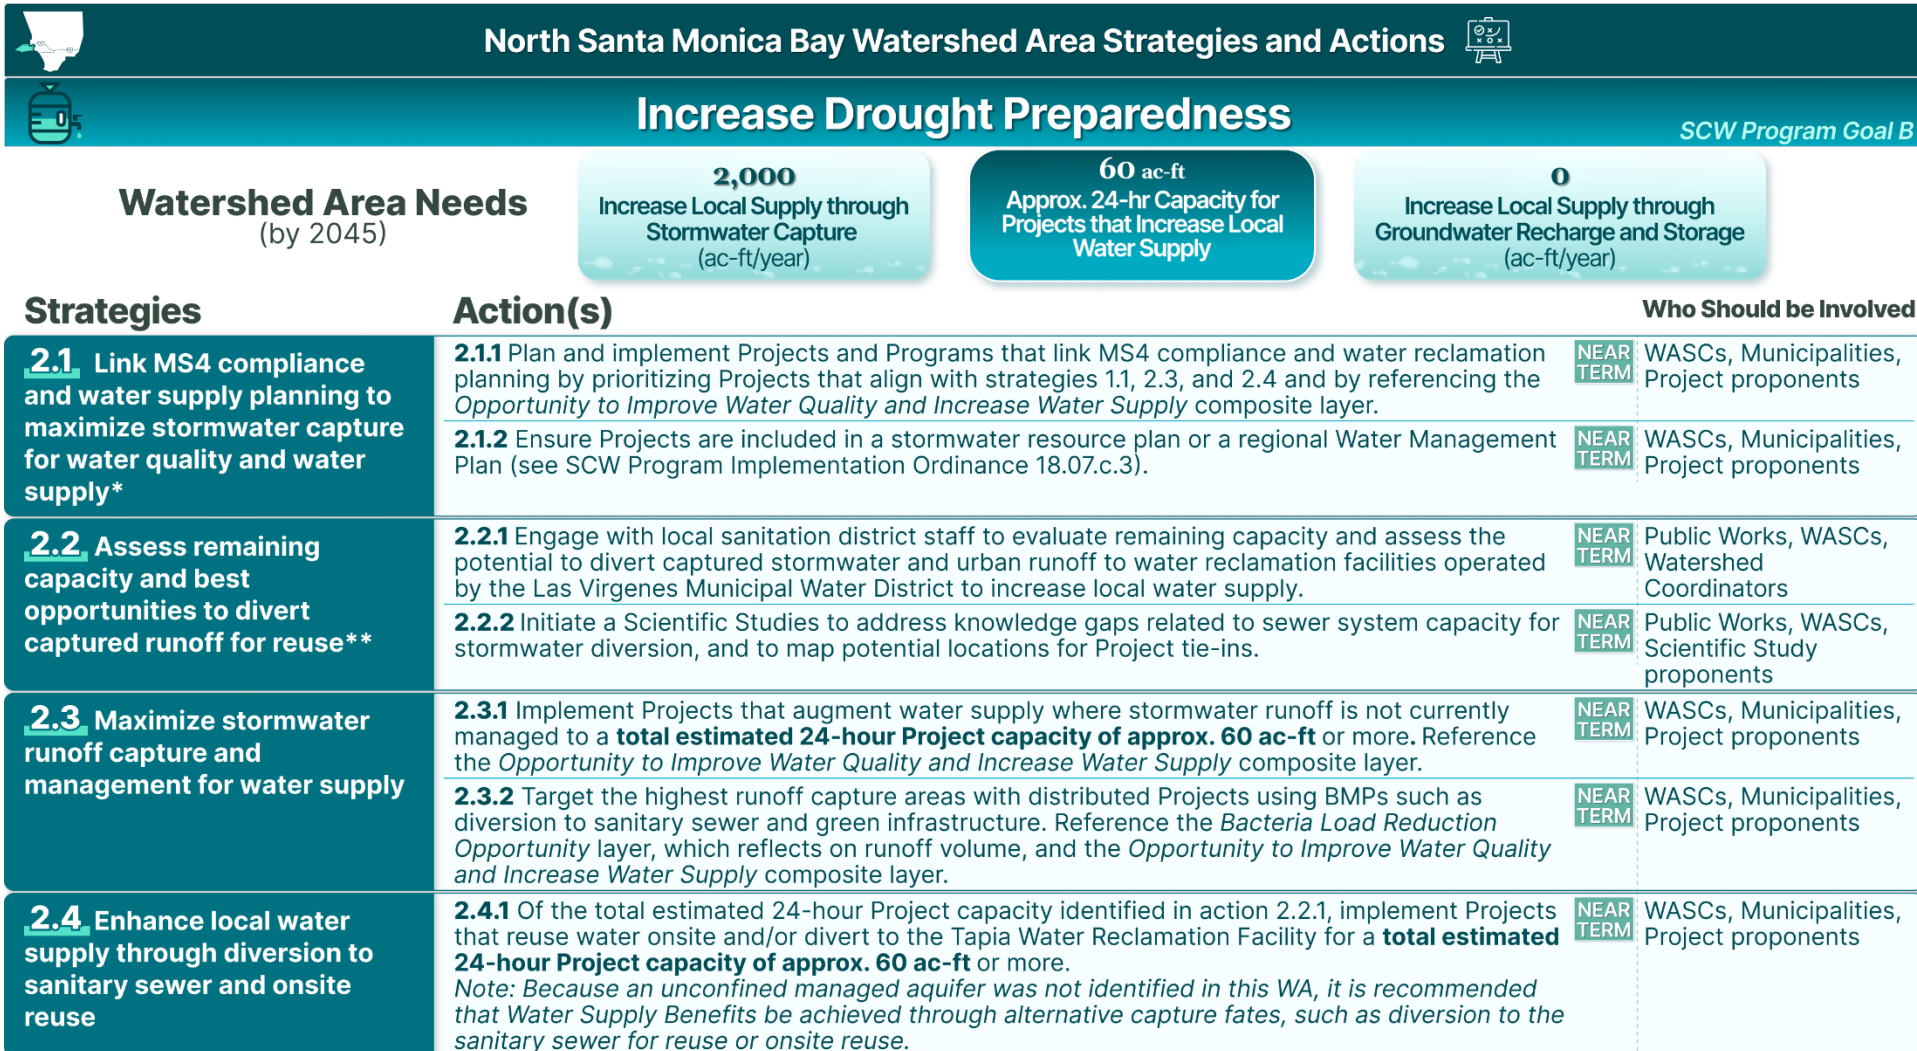 North Santa Monica Bay Watershed Area Strategies and Actions
Increase Drought Preparedness
SCW Program Goal B
Watershed Area Needs
(by 2045)
2,000
Increase Local Supply through
Stormwater Capture
(ac-ft/year)
60 ac-ft
Approx. 24-hr Capacity for
Projects that Increase Local
Water Supply
0
Increase Local Supply through
Groundwater Recharge and Storage
(ac-ft/year)
Strategies
Action(s)
Who Should be Involved
2.1 Link MS4 compliance
and water supply planning to
maximize stormwater capture
for water quality and water
supply*
2.1.1 Plan and implement Projects and Programs that link MS4 compliance and water reclamation
planning by prioritizing Projects that align with strategies 1.1, 2.3, and 2.4 and by referencing the
Opportunity to Improve Water Quality and Increase Water Supply composite layer.
NEAR
TERM
WASCs, Municipalities,
Project proponents
2.1.2 Ensure Projects are included in a stormwater resource plan or a regional Water Management
Plan (see SCW Program Implementation Ordinance 18.07.c.3).
NEAR
TERM
WASCs, Municipalities,
Project proponents
2.2 Assess remaining
capacity and best
opportunities to divert
captured runoff for reuse**
2.2.1 Engage with local sanitation district staff to evaluate remaining capacity and assess the
potential to divert captured stormwater and urban runoff to water reclamation facilities operated
by the Las Virgenes Municipal Water District to increase local water supply.
NEAR
TERM
Public Works, WASCs,
Watershed
Coordinators
2.2.2 Initiate a Scientific Studies to address knowledge gaps related to sewer system capacity for
stormwater diversion, and to map potential locations for Project tie-ins.
NEAR
TERM
Public Works, WASCs,
Scientific Study
proponents
2.3 Maximize stormwater
runoff capture and
management for water supply
2.3.1 Implement Projects that augment water supply where stormwater runoff is not currently
managed to a total estimated 24-hour Project capacity of approx. 60 ac-ft or more. Reference
the Opportunity to Improve Water Quality and Increase Water Supply composite layer.
NEAR
TERM
WASCs, Municipalities,
Project proponents
2.3.2 Target the highest runoff capture areas with distributed Projects using BMPs such as
diversion to sanitary sewer and green infrastructure. Reference the Bacteria Load Reduction
Opportunity layer, which reflects on runoff volume, and the Opportunity to Improve Water Quality
and Increase Water Supply composite layer.
NEAR
TERM
WASCs, Municipalities,
Project proponents
2.4 Enhance local water
supply through diversion to
sanitary sewer and onsite
reuse
2.4.1 Of the total estimated 24-hour Project capacity identified in action 2.2.1, implement Projects
that reuse water onsite and/or divert to the Tapia Water Reclamation Facility for a total estimated
24-hour Project capacity of approx. 60 ac-ft or more.
Note: Because an unconfined managed aquifer was not identified in this WA, it is recommended
that Water Supply Benefits be achieved through alternative capture fates, such as diversion to the
sanitary sewer for reuse or onsite reuse.
NEAR
TERM
WASCs, Municipalities,
Project proponents